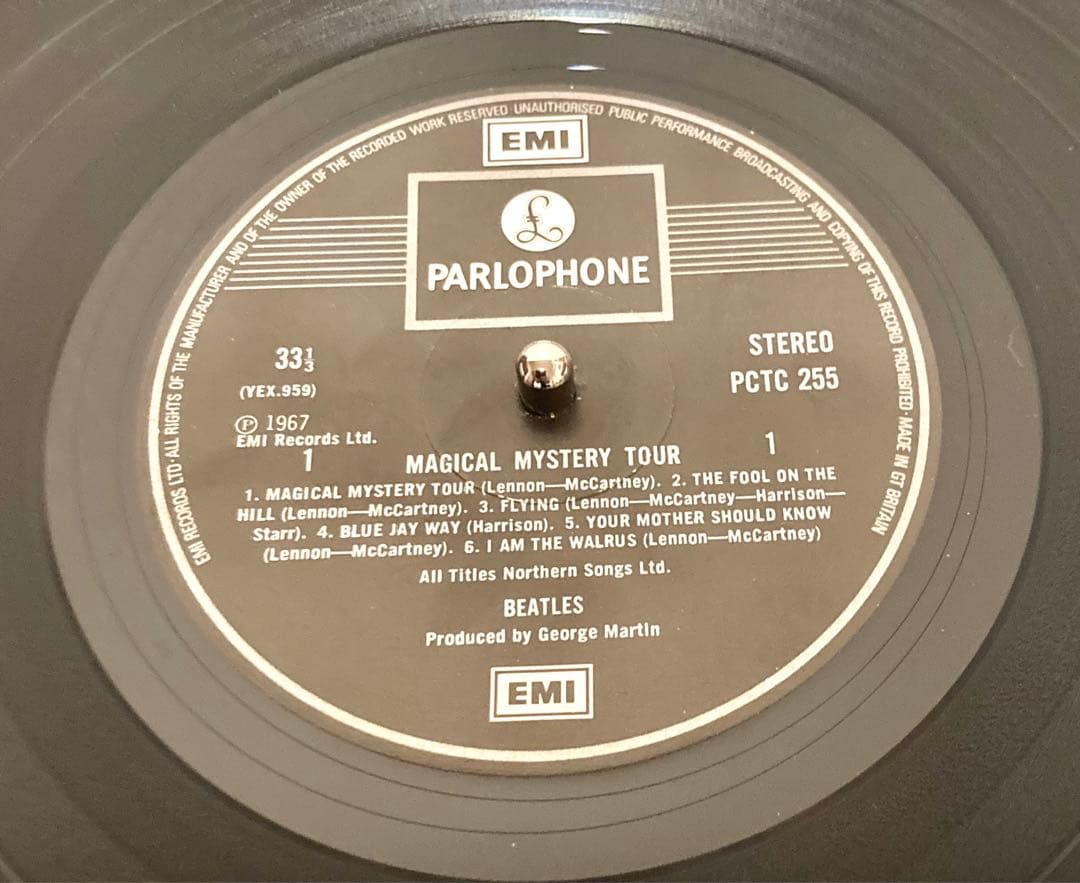 EMI RECORDS LTD·ALL RIGHTS OF THE MANUFACTURER AND OF THE OWNER OF THE RECORDED WORK RESERVED UNAUTHORISED PUBLIC PERFORMANCE BROADCASTING AND COPYING OF THIS RECORD PROHIBITED·MADE IN GT BRITAIN
EMI
£
PARLOPHONE
33⅓
STEREO
(YEX.959)
PCTC 255
℗ 1967
EMI Records Ltd.
1
MAGICAL MYSTERY TOUR
1
1. MAGICAL MYSTERY TOUR (Lennon—McCartney). 2. THE FOOL ON THE
HILL (Lennon—McCartney). 3. FLYING (Lennon—McCartney—Harrison—
Starr). 4. BLUE JAY WAY (Harrison). 5. YOUR MOTHER SHOULD KNOW
(Lennon—McCartney). 6. I AM THE WALRUS (Lennon—McCartney)
All Titles Northern Songs Ltd.
BEATLES
Produced by George Martin
EMI